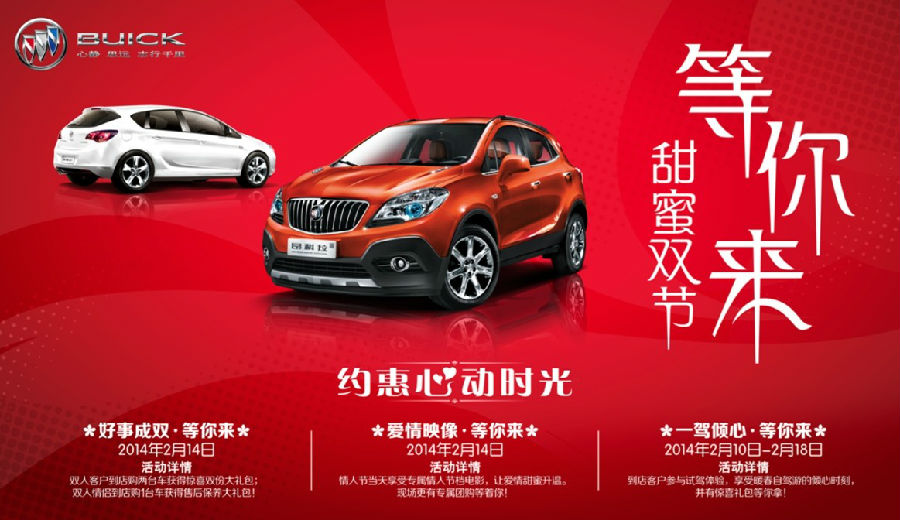 BUICK
心静 思远 志行千里
等你来
甜蜜双节
昂科拉
约惠心动时光
★好事成双·等你来★
2014年2月14日
活动详情
双人客户到店购两台车获得惊喜双份大礼包；
双人情侣到店购1台车获得售后保养大礼包！
★爱情映像·等你来★
2014年2月14日
活动详情
情人节当天享受专属情人节档电影，让爱情甜蜜升温。
现场更有专属团购等着你！
★一驾倾心·等你来★
2014年2月10日-2月18日
活动详情
到店客户参与试驾体验，享受暖春自驾游的倾心时刻，
并有惊喜礼包等你拿！